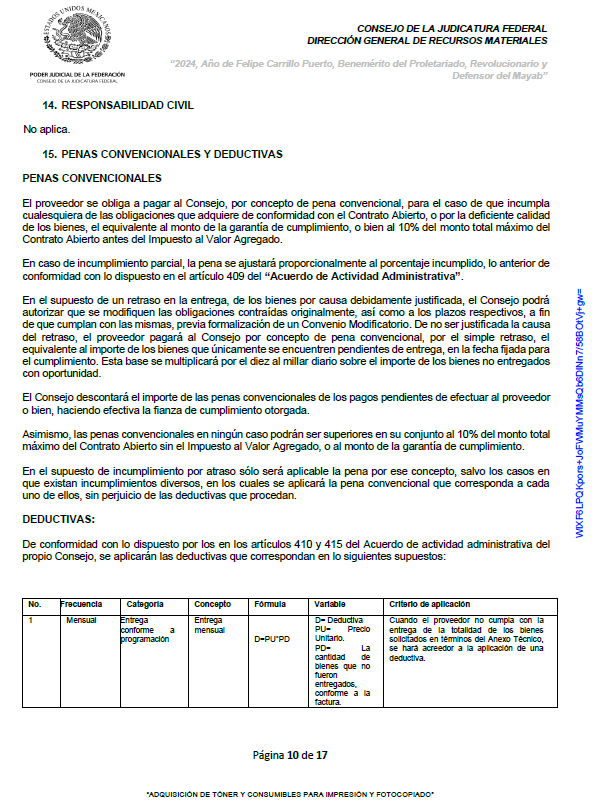 ESTADOS UNIDOS MEXICANOS
PODER JUDICIAL DE LA FEDERACIÓN
CONSEJO DE LA JUDICATURA FEDERAL
CONSEJO DE LA JUDICATURA FEDERAL
DIRECCIÓN GENERAL DE RECURSOS MATERIALES
“2024, Año de Felipe Carrillo Puerto, Benemérito del Proletariado, Revolucionario y
Defensor del Mayab”
14. RESPONSABILIDAD CIVIL
No aplica.
15. PENAS CONVENCIONALES Y DEDUCTIVAS
PENAS CONVENCIONALES
El proveedor se obliga a pagar al Consejo, por concepto de pena convencional, para el caso de que incumpla
cualesquiera de las obligaciones que adquiere de conformidad con el Contrato Abierto, o por la deficiente calidad
de los bienes, el equivalente al monto de la garantía de cumplimiento, o bien al 10% del monto total máximo del
Contrato Abierto antes del Impuesto al Valor Agregado.
En caso de incumplimiento parcial, la pena se ajustará proporcionalmente al porcentaje incumplido, lo anterior de
conformidad con lo dispuesto en el artículo 409 del “Acuerdo de Actividad Administrativa”.
En el supuesto de un retraso en la entrega, de los bienes por causa debidamente justificada, el Consejo podrá
autorizar que se modifiquen las obligaciones contraídas originalmente, así como a los plazos respectivos, a fin
de que cumplan con las mismas, previa formalización de un Convenio Modificatorio. De no ser justificada la causa
del retraso, el proveedor pagará al Consejo por concepto de pena convencional, por el simple retraso, el
equivalente al importe de los bienes que únicamente se encuentren pendientes de entrega, en la fecha fijada para
el cumplimiento. Esta base se multiplicará por el diez al millar diario sobre el importe de los bienes no entregados
con oportunidad.
El Consejo descontará el importe de las penas convencionales de los pagos pendientes de efectuar al proveedor
o bien, haciendo efectiva la fianza de cumplimiento otorgada.
Asimismo, las penas convencionales en ningún caso podrán ser superiores en su conjunto al 10% del monto total
máximo del Contrato Abierto sin el Impuesto al Valor Agregado, o al monto de la garantía de cumplimiento.
En el supuesto de incumplimiento por atraso sólo será aplicable la pena por ese concepto, salvo los casos en
que existan incumplimientos diversos, en los cuales se aplicará la pena convencional que corresponda a cada
uno de ellos, sin perjuicio de las deductivas que procedan.
DEDUCTIVAS:
De conformidad con lo dispuesto por los en los artículos 410 y 415 del Acuerdo de actividad administrativa del
propio Consejo, se aplicarán las deductivas que correspondan en lo siguientes supuestos:
No. Frecuencia Categoría Concepto Fórmula Variable Criterio de aplicación
1 Mensual
Entrega
conforme a
programación
Entrega
mensual
D=PU*PD
D= Deductiva
PU= Precio
Unitario.
PD= La
cantidad de
bienes que no
fueron
entregados,
conforme a la
factura.
Cuando el proveedor no cumpla con la
entrega de la totalidad de los bienes
solicitados en términos del Anexo Técnico,
se hará acreedor a la aplicación de una
deductiva.
Página 10 de 17
"ADQUISICIÓN DE TÓNER Y CONSUMIBLES PARA IMPRESIÓN Y FOTOCOPIADO"